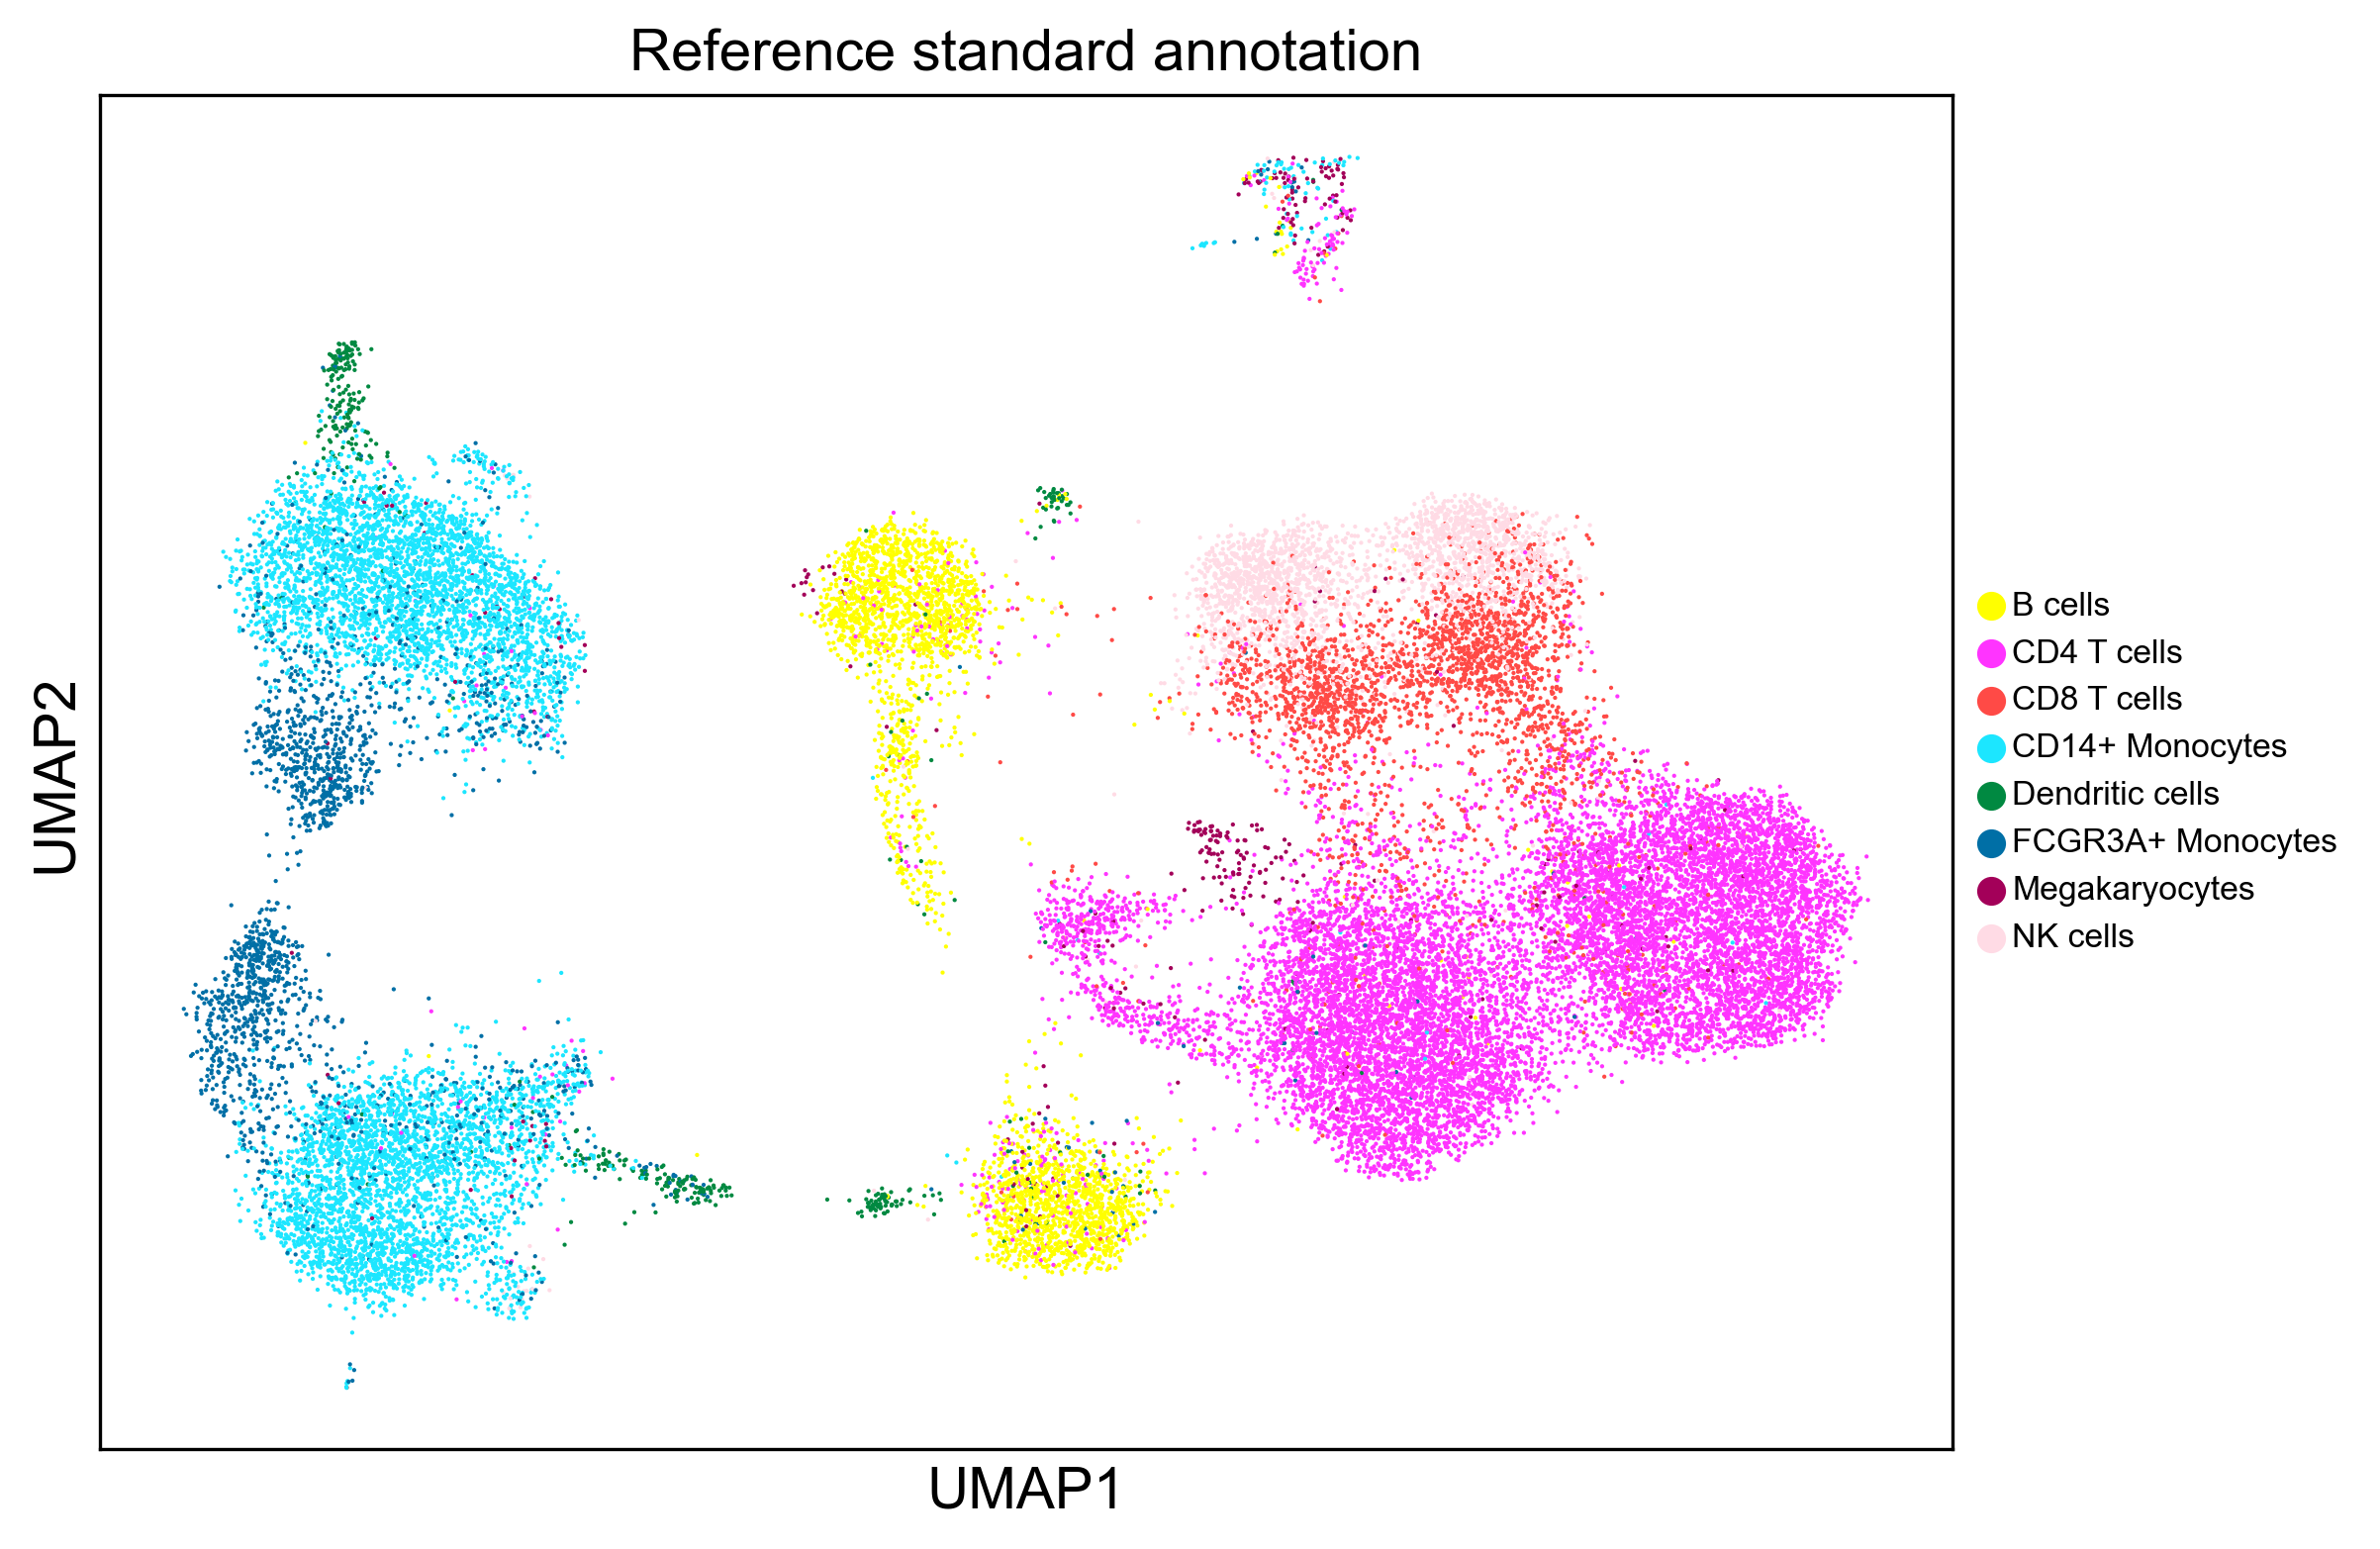 Reference standard annotation
UMAP2
UMAP1
B cells
CD4 T cells
CD8 T cells
CD14+ Monocytes
Dendritic cells
FCGR3A+ Monocytes
Megakaryocytes
NK cells